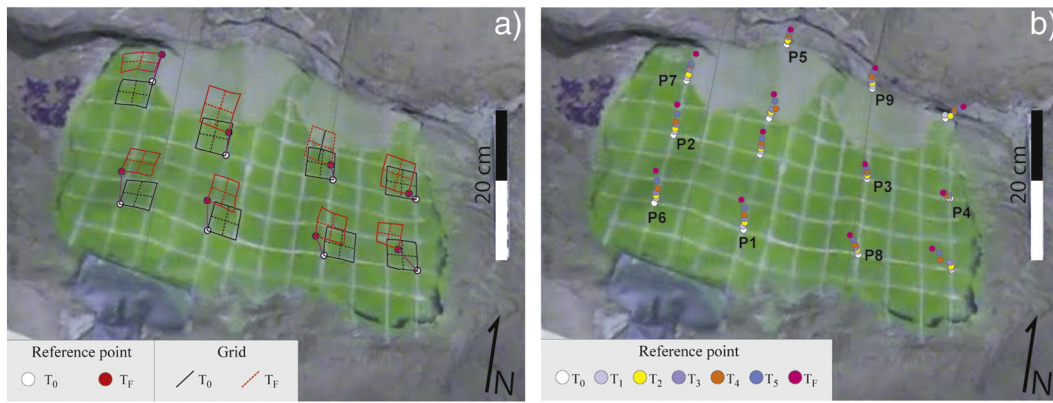 a)
20 cm
N
Reference point
Grid
T0
TF
T0
TF
b)
P5
P7
P9
P2
P3
P4
P6
P1
P8
20 cm
N
Reference point
T0 T1 T2 T3 T4 T5 TF